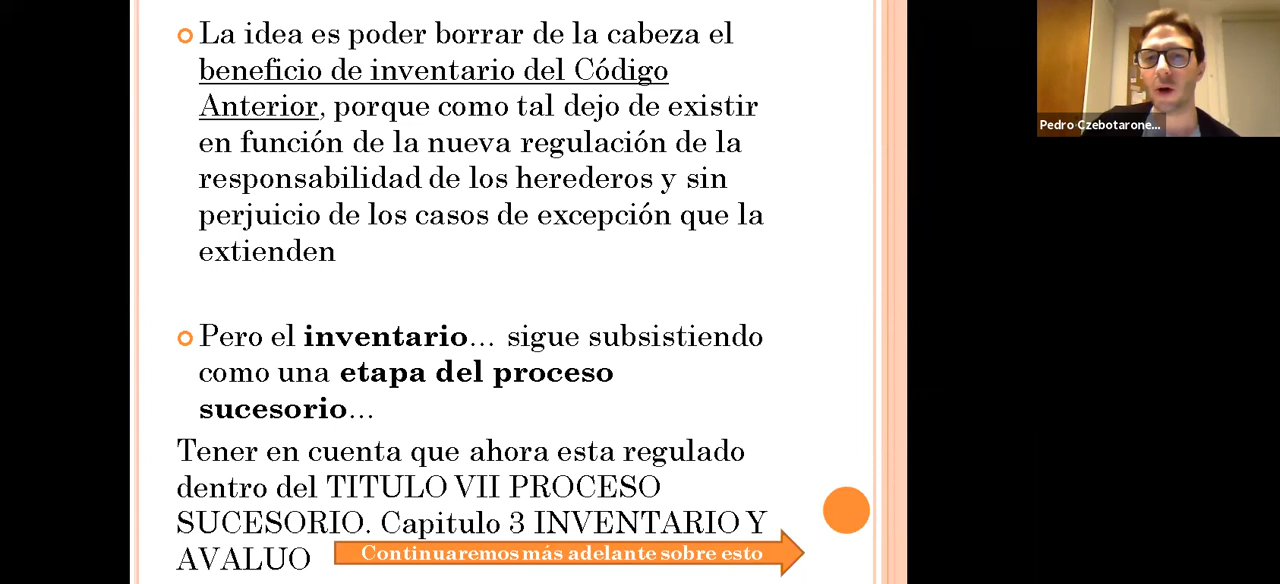 La idea es poder borrar de la cabeza el
beneficio de inventario del Código
Anterior, porque como tal dejo de existir
en función de la nueva regulación de la
responsabilidad de los herederos y sin
perjuicio de los casos de excepción que la
extienden
Pero el inventario... sigue subsistiendo
como una etapa del proceso
sucesorio...
Tener en cuenta que ahora esta regulado
dentro del TITULO VII PROCESO
SUCESORIO. Capitulo 3 INVENTARIO Y
AVALUO
Continuaremos más adelante sobre esto
Pedro Czebotarone...